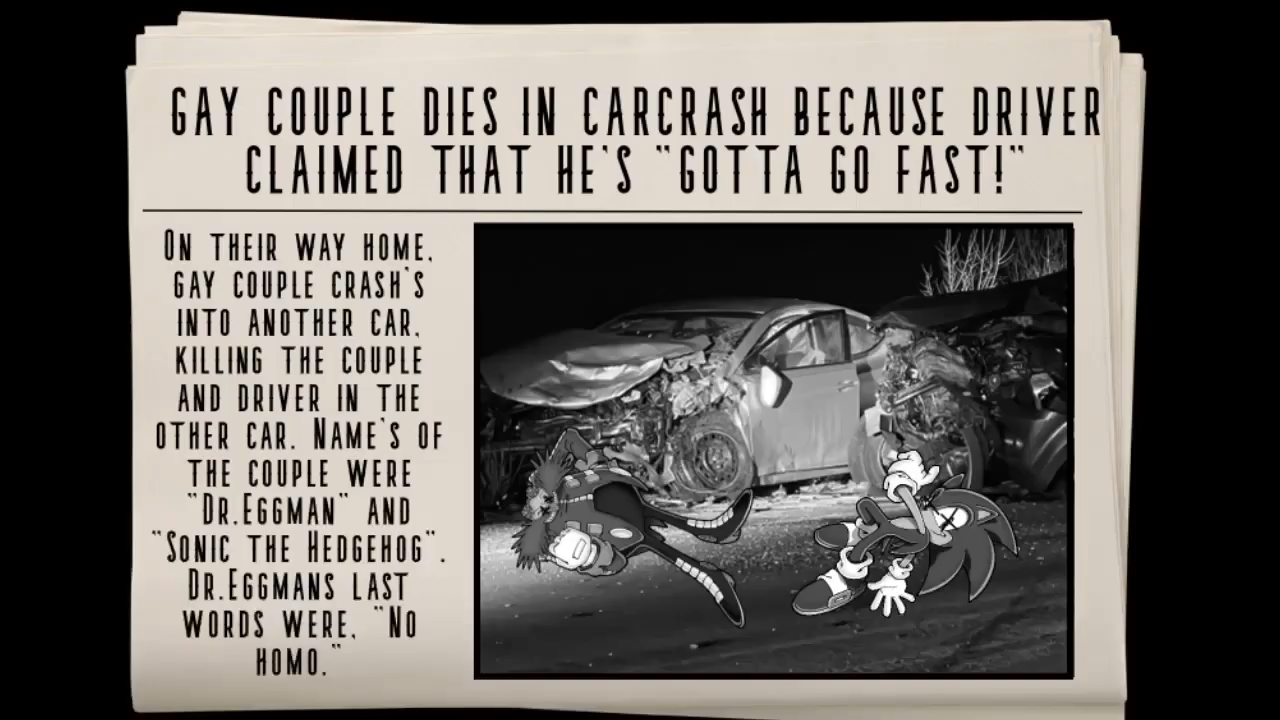 GAY COUPLE DIES IN CARCRASH BECAUSE DRIVER
CLAIMED THAT HE'S "GOTTA GO FAST!"
ON THEIR WAY HOME,
GAY COUPLE CRASH'S
INTO ANOTHER CAR,
KILLING THE COUPLE
AND DRIVER IN THE
OTHER CAR. NAME'S OF
THE COUPLE WERE
"DR.EGGMAN" AND
"SONIC THE HEDGEHOG".
DR.EGGMANS LAST
WORDS WERE, "NO
HOMO."